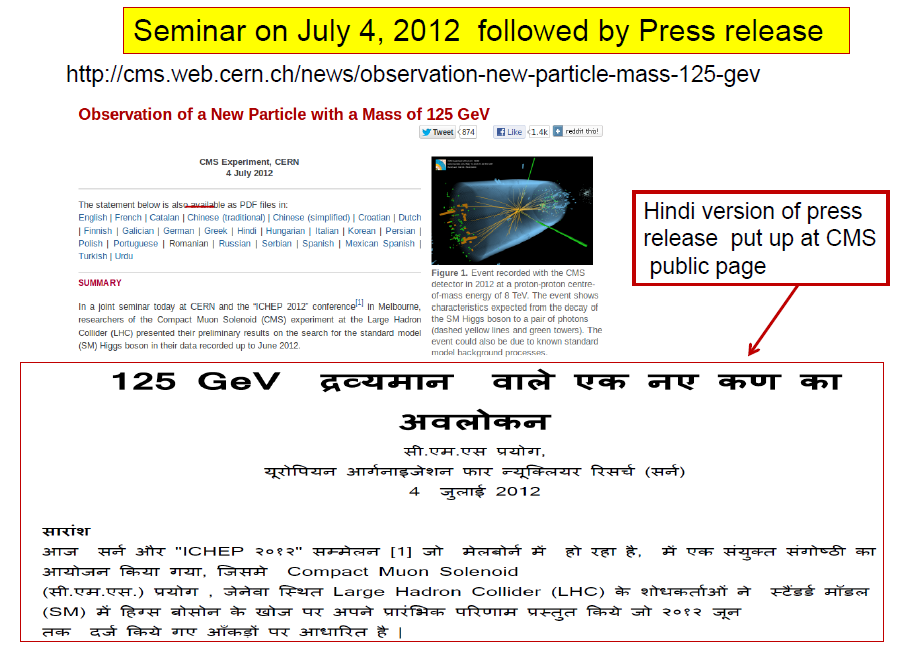 Seminar on July 4, 2012 followed by Press release
http://cms.web.cern.ch/news/observation-new-particle-mass-125-gev
Observation of a New Particle with a Mass of 125 GeV
Tweet 874 Like 1.4k reddit this!
CMS Experiment, CERN
4 July 2012
The statement below is also available as PDF files in:
English | French | Catalan | Chinese (traditional) | Chinese (simplified) | Croatian | Dutch
| Finnish | Galician | German | Greek | Hindi | Hungarian | Italian | Korean | Persian |
Polish | Portuguese | Romanian | Russian | Serbian | Spanish | Mexican Spanish |
Turkish | Urdu
SUMMARY
In a joint seminar today at CERN and the “ICHEP 2012” conference[1] in Melbourne,
researchers of the Compact Muon Solenoid (CMS) experiment at the Large Hadron
Collider (LHC) presented their preliminary results on the search for the standard model
(SM) Higgs boson in their data recorded up to June 2012.
Figure 1. Event recorded with the CMS
detector in 2012 at a proton-proton centre-
of-mass energy of 8 TeV. The event shows
characteristics expected from the decay of
the SM Higgs boson to a pair of photons
(dashed yellow lines and green towers). The
event could also be due to known standard
model background processes.
Hindi version of press
release put up at CMS
public page
125 GeV द्रव्यमान वाले एक नए कण का
अवलोकन
सी.एम.एस प्रयोग,
यूरोपियन आर्गनाइजेशन फार न्यूक्लियर रिसर्च (सर्न)
4 जुलाई 2012
सारांश
आज सर्न और "ICHEP २०१२" सम्मेलन [1] जो मेलबोर्न में हो रहा है, में एक संयुक्त संगोष्ठी का
आयोजन किया गया, जिसमे Compact Muon Solenoid
(सी.एम.एस.) प्रयोग , जेनेवा स्थित Large Hadron Collider (LHC) के शोधकर्ताओं ने स्टैंडर्ड मॉडल
(SM) में हिग्स बोसोन के खोज पर अपने प्रारंभिक परिणाम प्रस्तुत किये जो २०१२ जून
तक दर्ज किये गए आँकड़ों पर आधारित है |